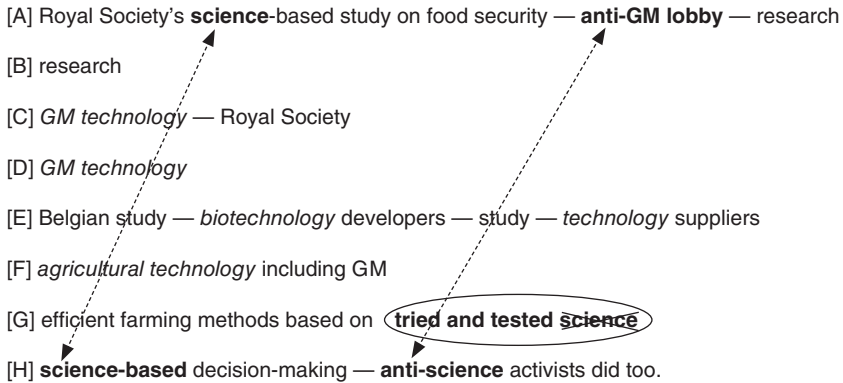 [A] Royal Society's science-based study on food security — anti-GM lobby — research
[B] research
[C] GM technology — Royal Society
[D] GM technology
[E] Belgian study — biotechnology developers — study — technology suppliers
[F] agricultural technology including GM
[G] efficient farming methods based on tried and tested science
[H] science-based decision-making — anti-science activists did too.